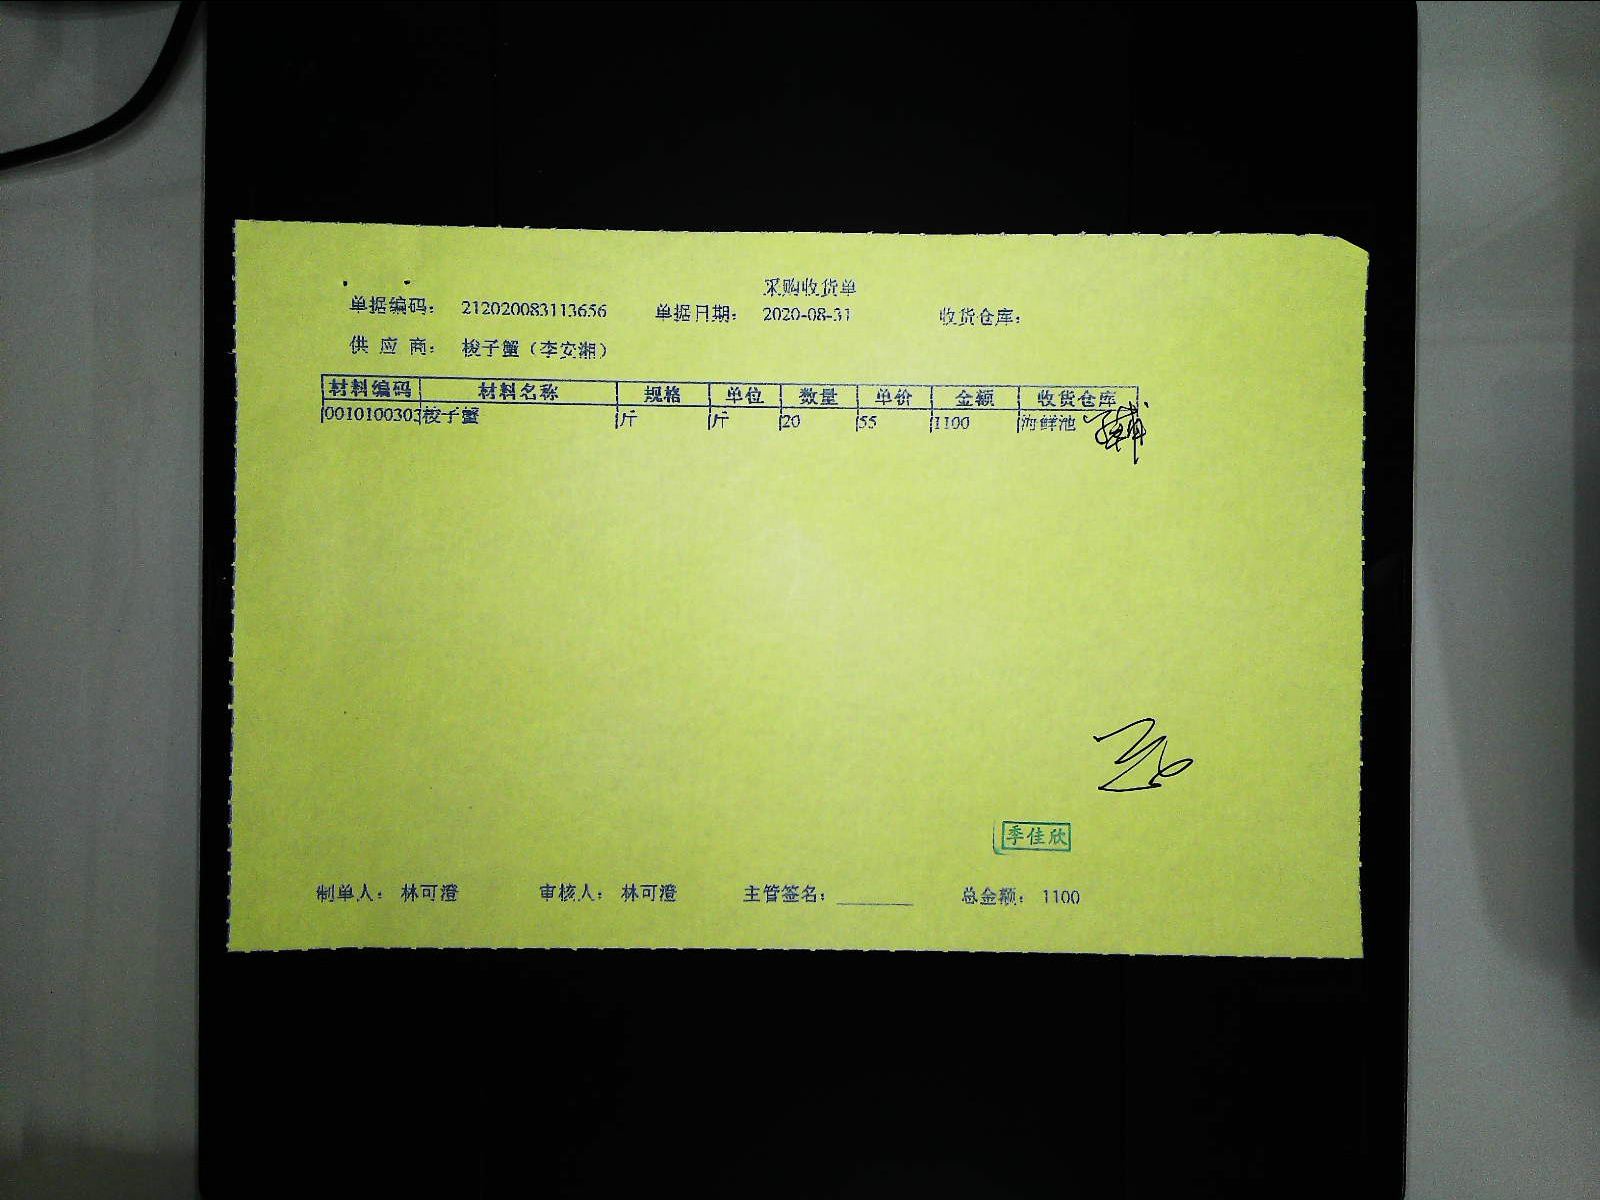 采购收货单
单据编码： 212020083113656 单据日期： 2020-08-31 收货仓库：
供应商： 梭子蟹（李安湘）
材料编码 材料名称 规格 单位 数量 单价 金额 收货仓库
0010100303 梭子蟹 斤 斤 20 55 1100 海鲜池
季佳欣
制单人： 林可澄 审核人： 林可澄 主管签名： 总金额： 1100